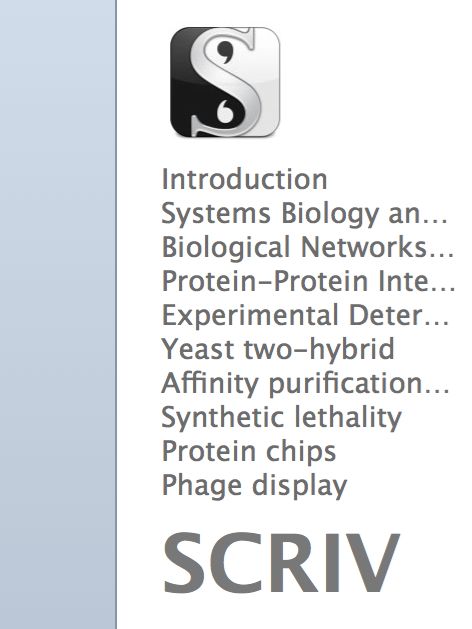 Introduction
Systems Biology an...
Biological Networks...
Protein-Protein Inte...
Experimental Deter...
Yeast two-hybrid
Affinity purification...
Synthetic lethality
Protein chips
Phage display
SCRIV